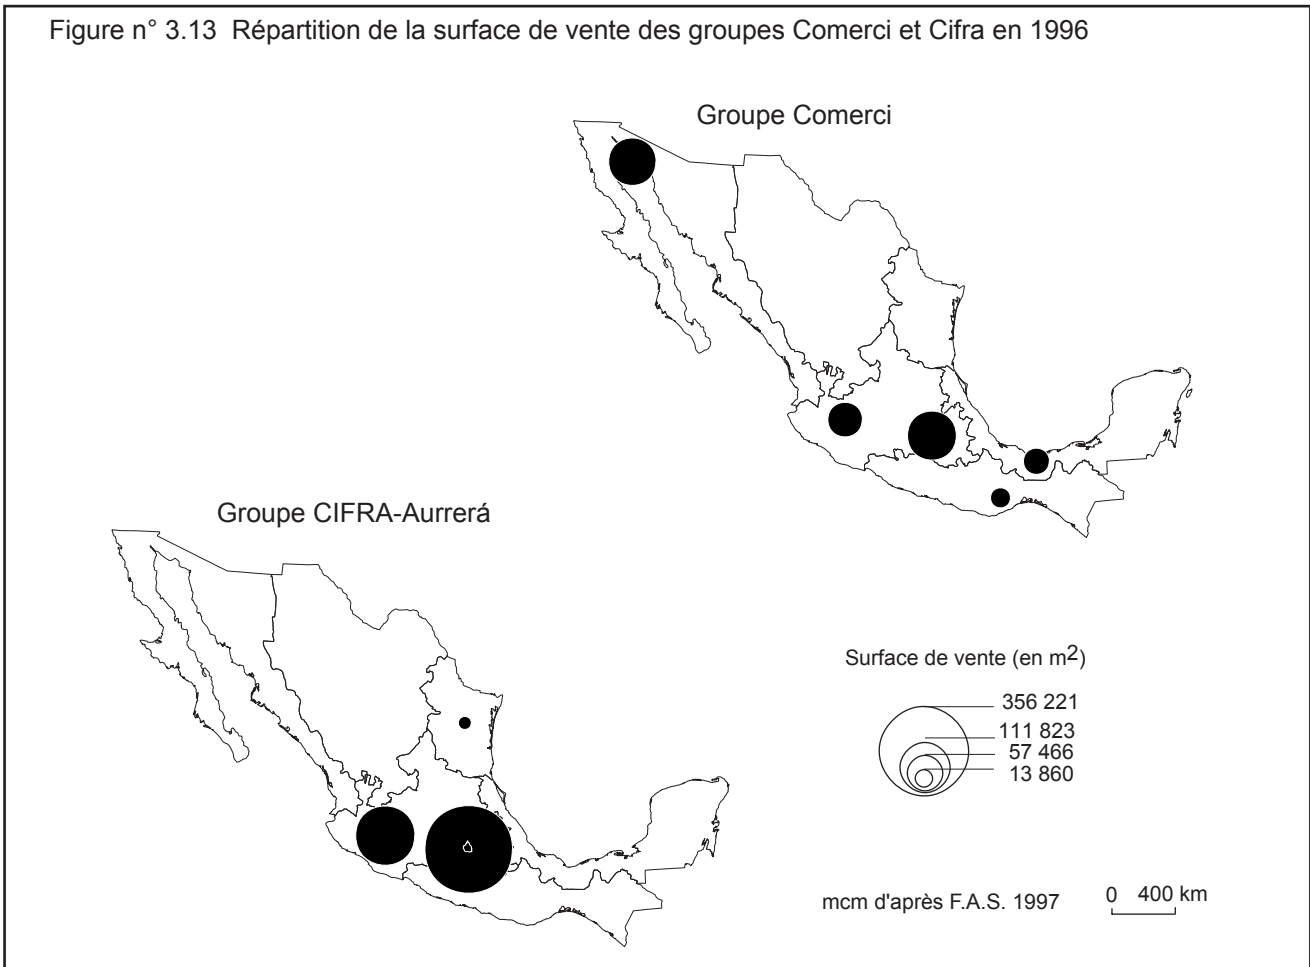 Figure n° 3.13 Répartition de la surface de vente des groupes Comerci et Cifra en 1996
Groupe Comerci
Groupe CIFRA-Aurrerá
Surface de vente (en m2)
356 221
111 823
57 466
13 860
mcm d'après F.A.S. 1997
0 400 km